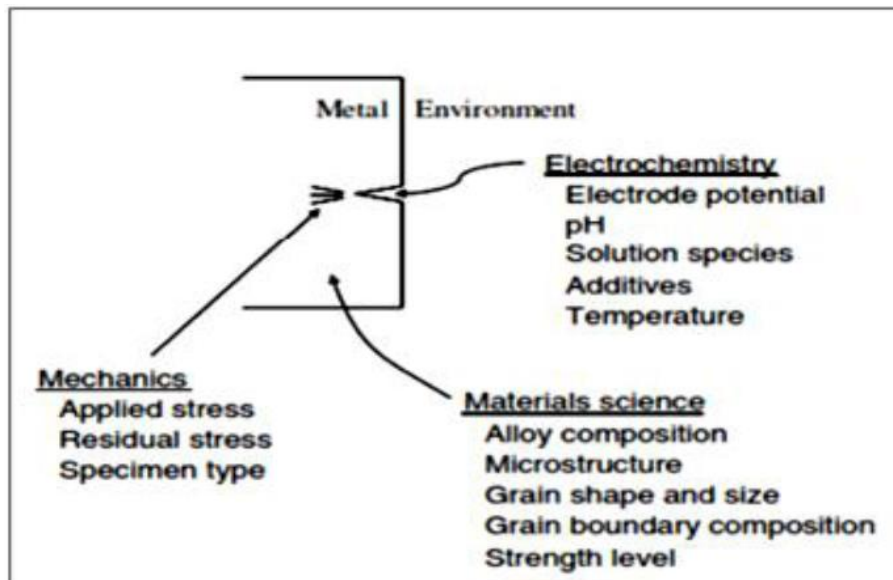 Metal Environment
Electrochemistry
Electrode potential
pH
Solution species
Additives
Temperature
Mechanics
Applied stress
Residual stress
Specimen type
Materials science
Alloy composition
Microstructure
Grain shape and size
Grain boundary composition
Strength level